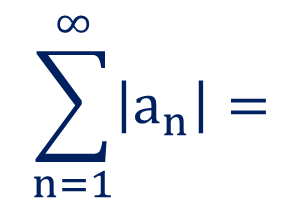 ∞
∑ |aₙ| =
n=1